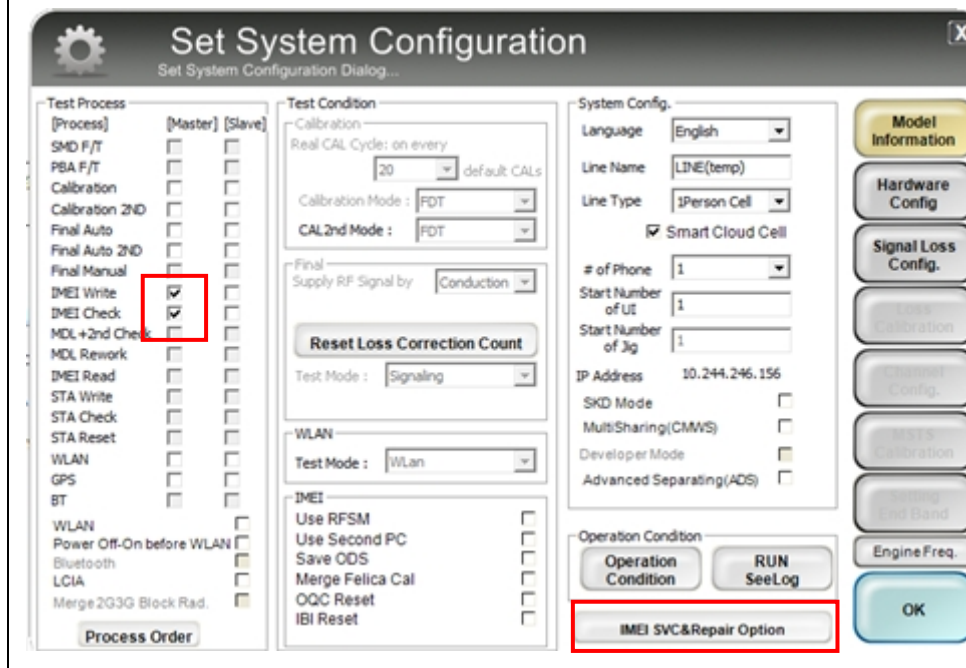 Set System Configuration
Set System Configuration Dialog...
X
Test Process
[Process] [Master] [Slave]
SMD F/T
PBA F/T
Calibration
Calibration 2ND
Final Auto
Final Auto 2ND
Final Manual
IMEI Write
IMEI Check
MDL+2nd Check
MDL Rework
IMEI Read
STA Write
STA Check
STA Reset
WLAN
GPS
BT
WLAN
Power Off-On before WLAN
Bluetooth
LCIA
Merge2G3G Block Rad.
Process Order
Test Condition
Calibration
Real CAL Cycle: on every
20 default CALs
Calibration Mode : FDT
CAL2nd Mode : FDT
Final
Supply RF Signal by Conduction
Reset Loss Correction Count
Test Mode : Signaling
WLAN
Test Mode : WLan
IMEI
Use RFSM
Use Second PC
Save ODS
Merge Felica Cal
OQC Reset
IBI Reset
System Config.
Language English
Line Name LINE(temp)
Line Type 1Person Cell
Smart Cloud Cell
# of Phone 1
Start Number
of UI 1
Start Number
of Jig 1
IP Address 10.244.246.156
SKD Mode
MultiSharing(CMWS)
Developer Mode
Advanced Separating(ADS)
Operation Condition
Operation
Condition
RUN
SeeLog
IMEI SVC&Repair Option
Model
Information
Hardware
Config
Signal Loss
Config.
Loss
Calibration
Channel
Config.
MSTS
Calibration
Setting
End Band
Engine Freq.
OK